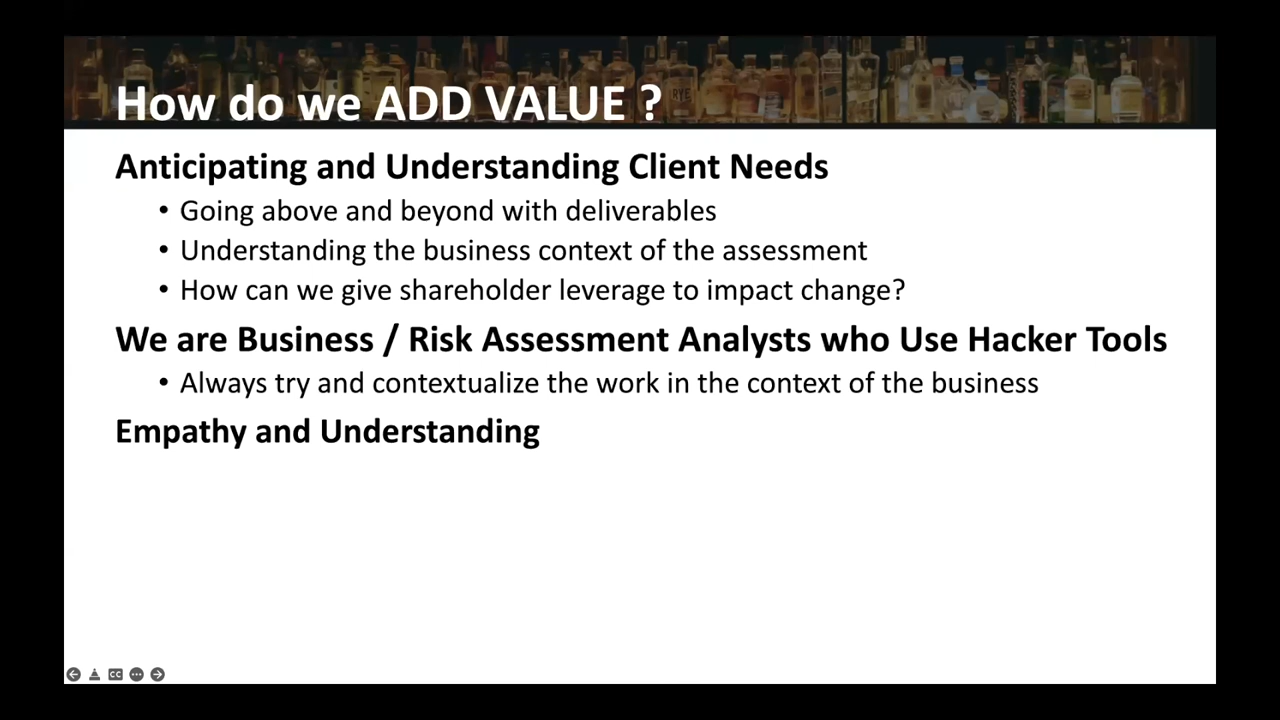 How do we ADD VALUE ?
RYE
Anticipating and Understanding Client Needs
• Going above and beyond with deliverables
• Understanding the business context of the assessment
• How can we give shareholder leverage to impact change?
We are Business / Risk Assessment Analysts who Use Hacker Tools
• Always try and contextualize the work in the context of the business
Empathy and Understanding
CC